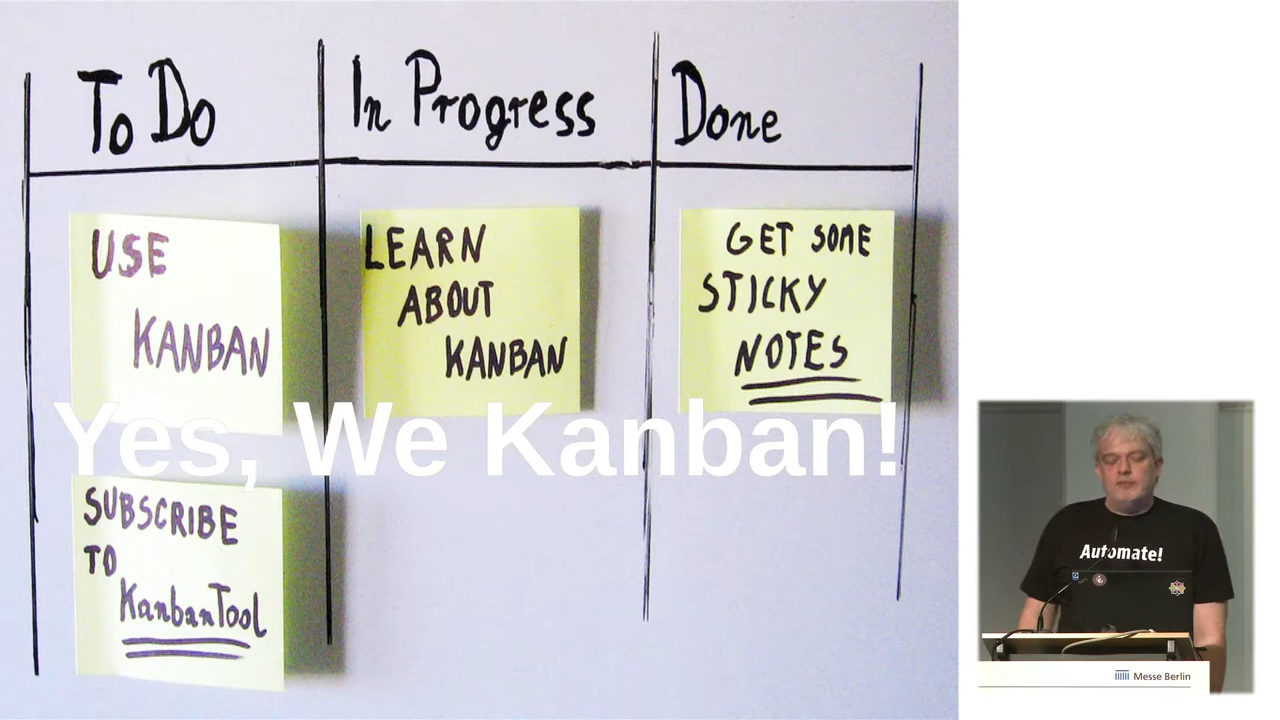 To Do
In Progress
Done
USE
KANBAN
LEARN
ABOUT
KANBAN
GET SOME
STICKY
NOTES
Yes, We Kanban!
SUBSCRIBE
TO
KanbanTool
Automate!
Messe Berlin